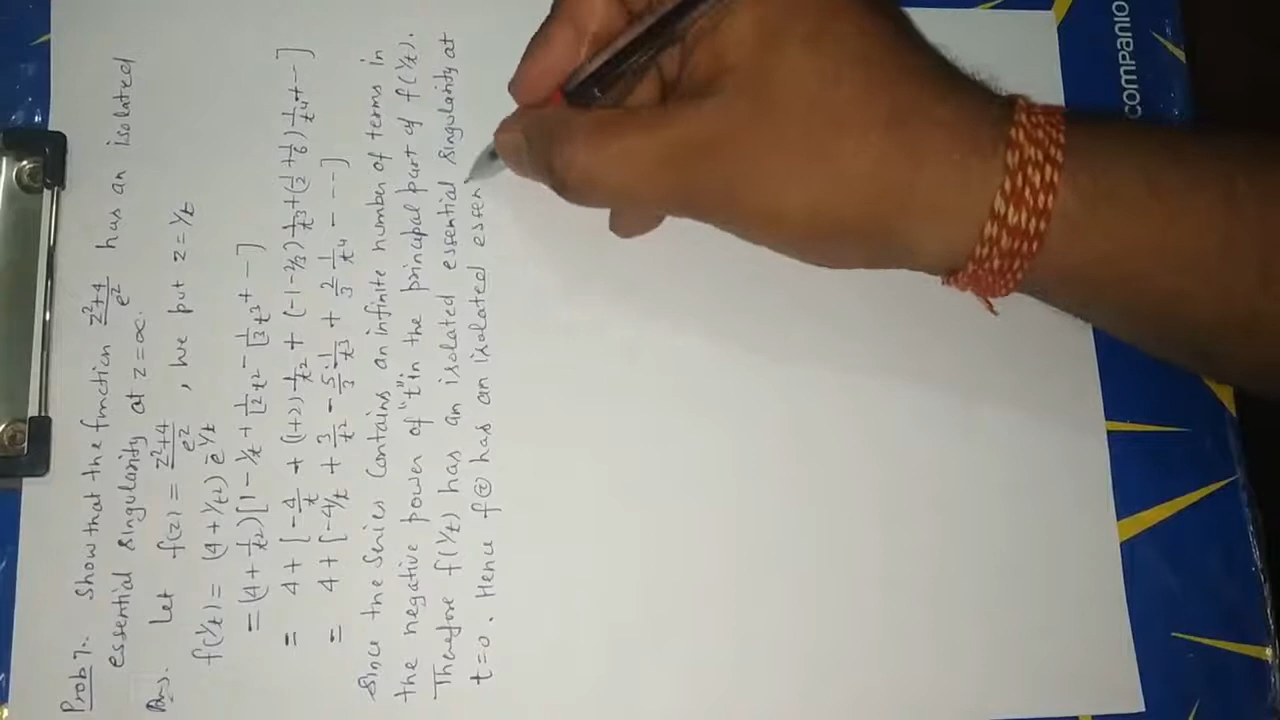 Prob 7:. Show that the function z²+4/e^z has an isolated
essential singularity at z=∞.
Ans. Let f(z) = z²+4/e^z , we put z=1/t
f(1/t) = (4+1/t²) e^-1/t
= (4+1/t²)[1 - 1/t + 1/⌊2t² - 1/⌊3t³ + - - ]
= 4 + [-4/t + (1+2) 1/t² + (-1-2/3) 1/t³ + (1/2+1/6) 1/t⁴ + - - ]
= 4 + [-4/t + 3/t² - 5/3 · 1/t³ + 2/3 1/t⁴ - - - ]
Since the series contains an infinite number of terms in
the negative power of "t" in the principal part of f(1/t).
Therefore f(1/t) has an isolated essential singularity at
t=0. Hence f(z) has an isolated essen
COMPANIO